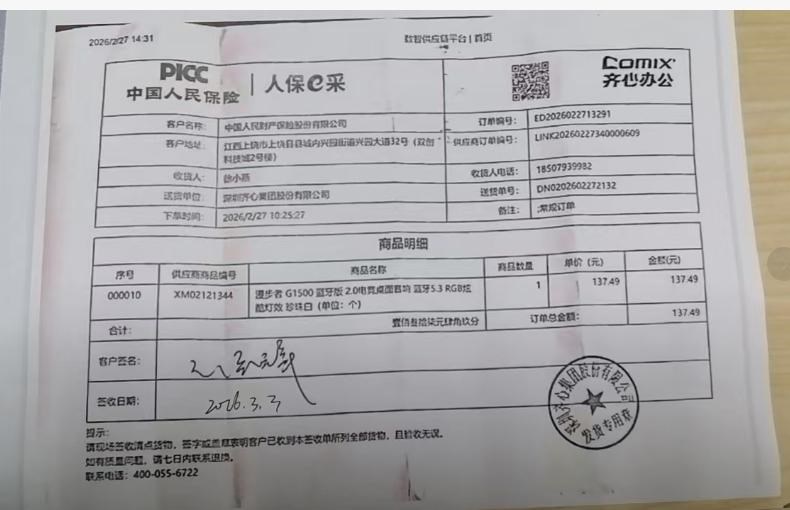 2026/2/27 14:31
数智供应链平台 | 首页
PICC
中国人民保险
人保e采
COMIX
齐心办公
客户名称: 中国人民财产保险股份有限公司
订单编号: ED2026022713291
客户地址: 江西上饶市上饶县县城内兴园街道兴园大道32号(双创科技城2号楼)
供应商订单编号: LINK20260227340000609
收货人: 徐小燕
收货人电话: 18507939982
送货单位: 深圳齐心集团股份有限公司
送货单号: DN0202602272132
下单时间: 2026/2/27 10:25:27
备注: ;常规订单
商品明细
序号 供应商商品编号 商品名称 商品数量 单价 (元) 金额(元)
000010 XM02121344 漫步者 G1500 蓝牙版 2.0电竞桌面音响 蓝牙5.3 RGB炫 1 137.49 137.49
酷灯效 珍珠白 (单位: 个)
合计: 壹佰叁拾柒元肆角玖分 订单总金额: 137.49
客户签名:
签收日期: 2026.3.3
深圳齐心集团股份有限公司
发货专用章
提示:
请现场签收清点货物, 签字或盖章表明客户已收到本签收单所列全部货物, 且验收无误。
如有质量问题, 请七日内联系退换。
联系电话: 400-055-6722